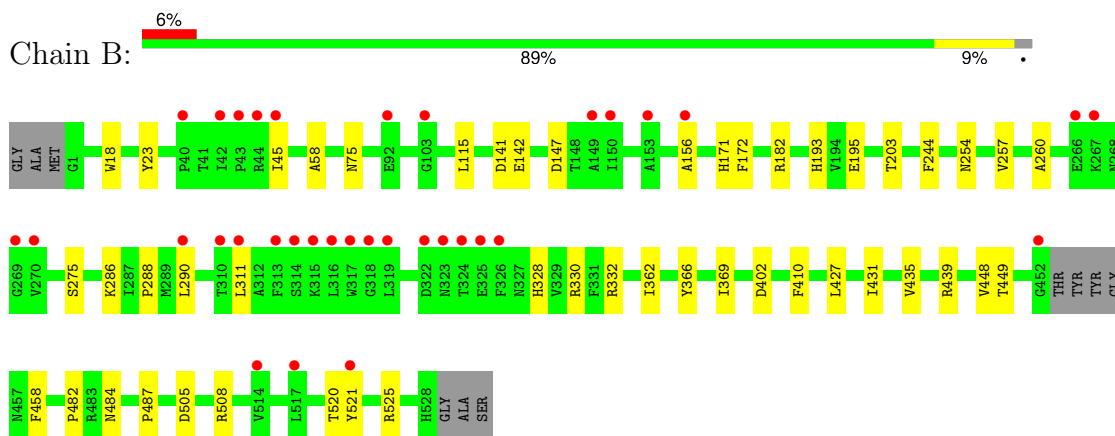 6%
Chain B:
89% 9% •
GLY ALA MET G1 W18 Y23 P40 T41 I42 P43 R44 I45 A58 N75 E92 G103 L115 D141 E142 D147 T148 A149 I150 A153 A156 H171 F172 R182 H193 V194 E195 T203 F244 N254 V257 A260 E266 K267 N268
G269 V270 S275 K286 I287 P288 M289 L290 T310 L311 A312 F313 S314 K315 L316 W317 G318 L319 D322 N323 T324 E325 F326 N327 H328 V329 R330 F331 R332 I362 Y366 I369 D402 F410 L427 I431 V435 R439 V448 T449 G452 THR TYR TYR GLY
N457 F458 P482 R483 N484 P487 D505 R508 V514 L517 T520 Y521 R525 H528 GLY ALA SER